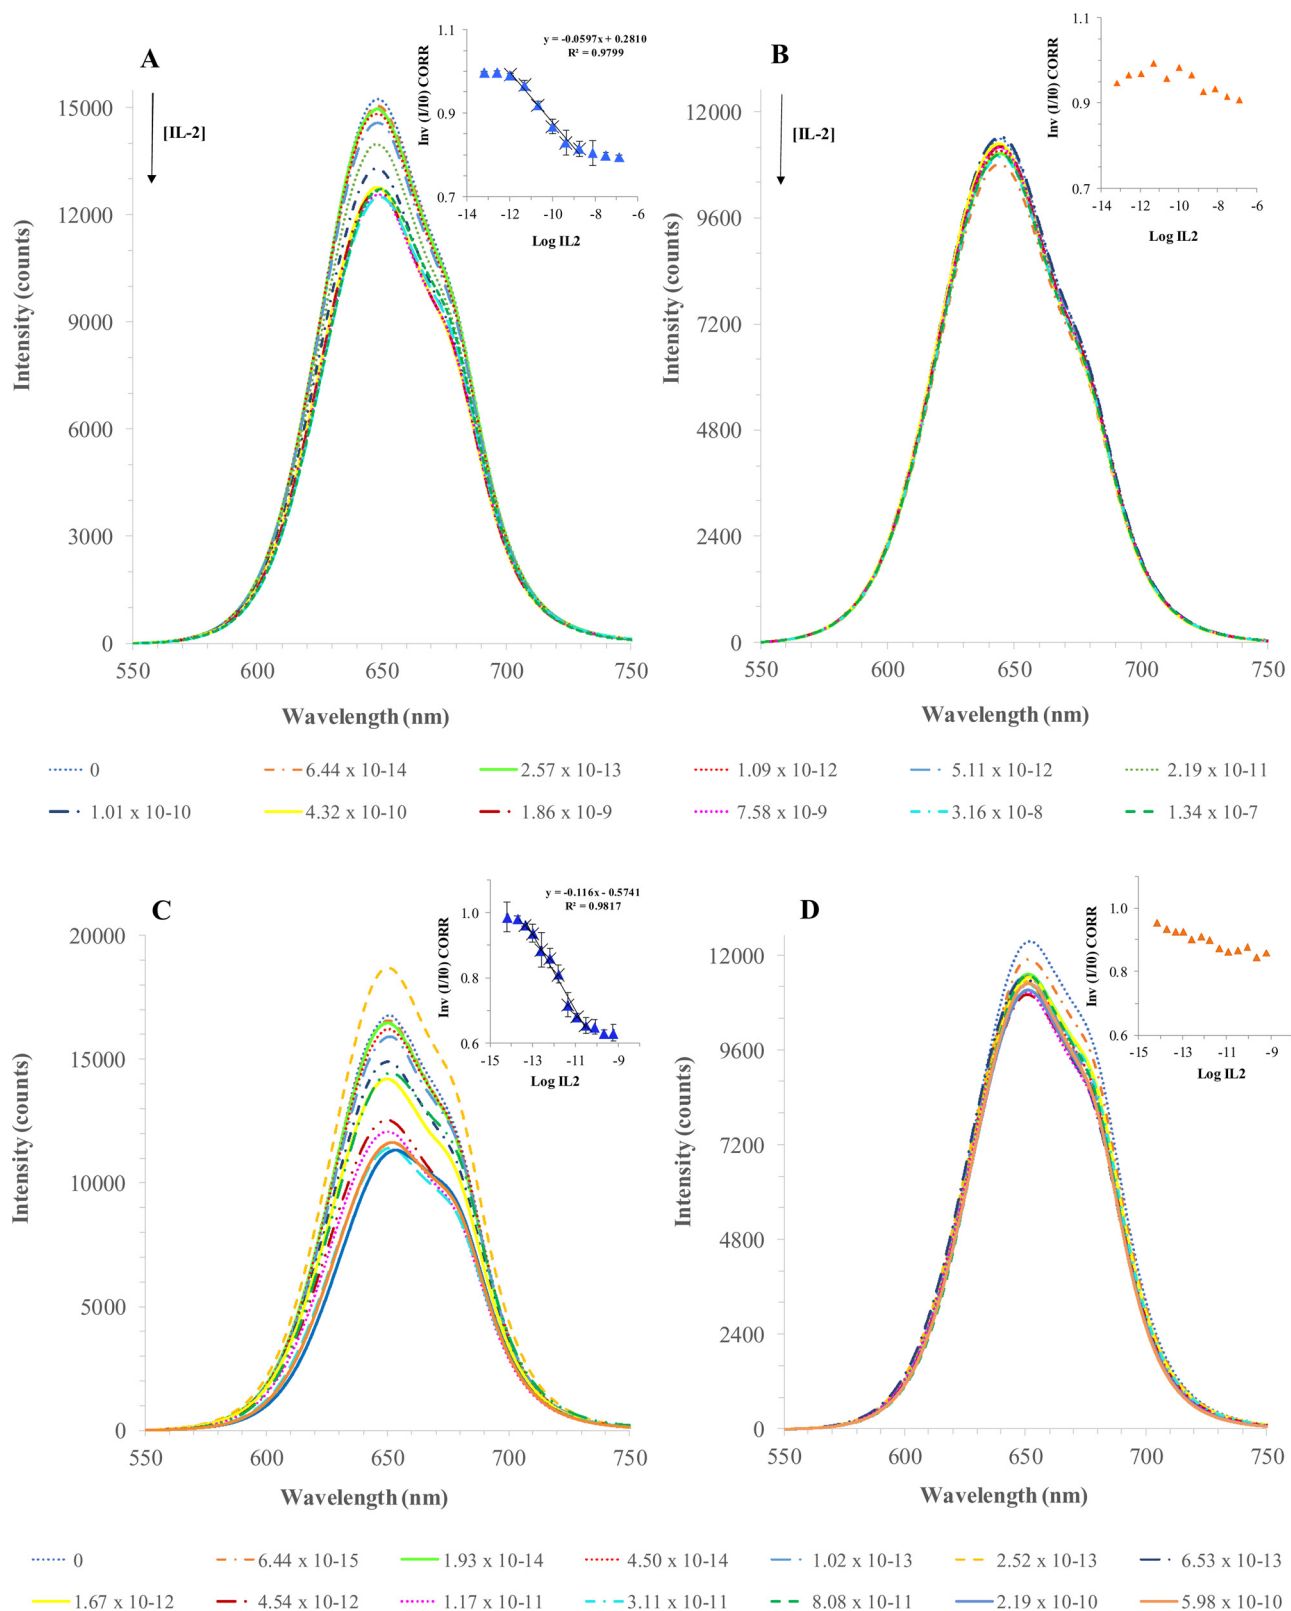 A
[IL-2]
Intensity (counts)
15000
12000
9000
6000
3000
0
550
600
650
700
750
Wavelength (nm)
Inv (I/I0) CORR
1.1
0.9
0.7
-14
-12
-10
-8
-6
Log IL2
y = -0.0597x + 0.2810
R² = 0.9799
B
[IL-2]
Intensity (counts)
12000
9600
7200
4800
2400
0
550
600
650
700
750
Wavelength (nm)
Inv (I/I0) CORR
1.1
0.9
0.7
-14
-12
-10
-8
-6
Log IL2
0
6.44 x 10-14
2.57 x 10-13
1.09 x 10-12
5.11 x 10-12
2.19 x 10-11
1.01 x 10-10
4.32 x 10-10
1.86 x 10-9
7.58 x 10-9
3.16 x 10-8
1.34 x 10-7
C
Intensity (counts)
20000
15000
10000
5000
0
550
600
650
700
750
Wavelength (nm)
Inv (I/I0) CORR
1.0
0.8
0.6
-15
-13
-11
-9
Log IL2
y = -0.116x - 0.5741
R² = 0.9817
D
Intensity (counts)
12000
9600
7200
4800
2400
0
550
600
650
700
750
Wavelength (nm)
Inv (I/I0) CORR
1.0
0.8
0.6
-15
-13
-11
-9
Log IL2
0
6.44 x 10-15
1.93 x 10-14
4.50 x 10-14
1.02 x 10-13
2.52 x 10-13
6.53 x 10-13
1.67 x 10-12
4.54 x 10-12
1.17 x 10-11
3.11 x 10-11
8.08 x 10-11
2.19 x 10-10
5.98 x 10-10